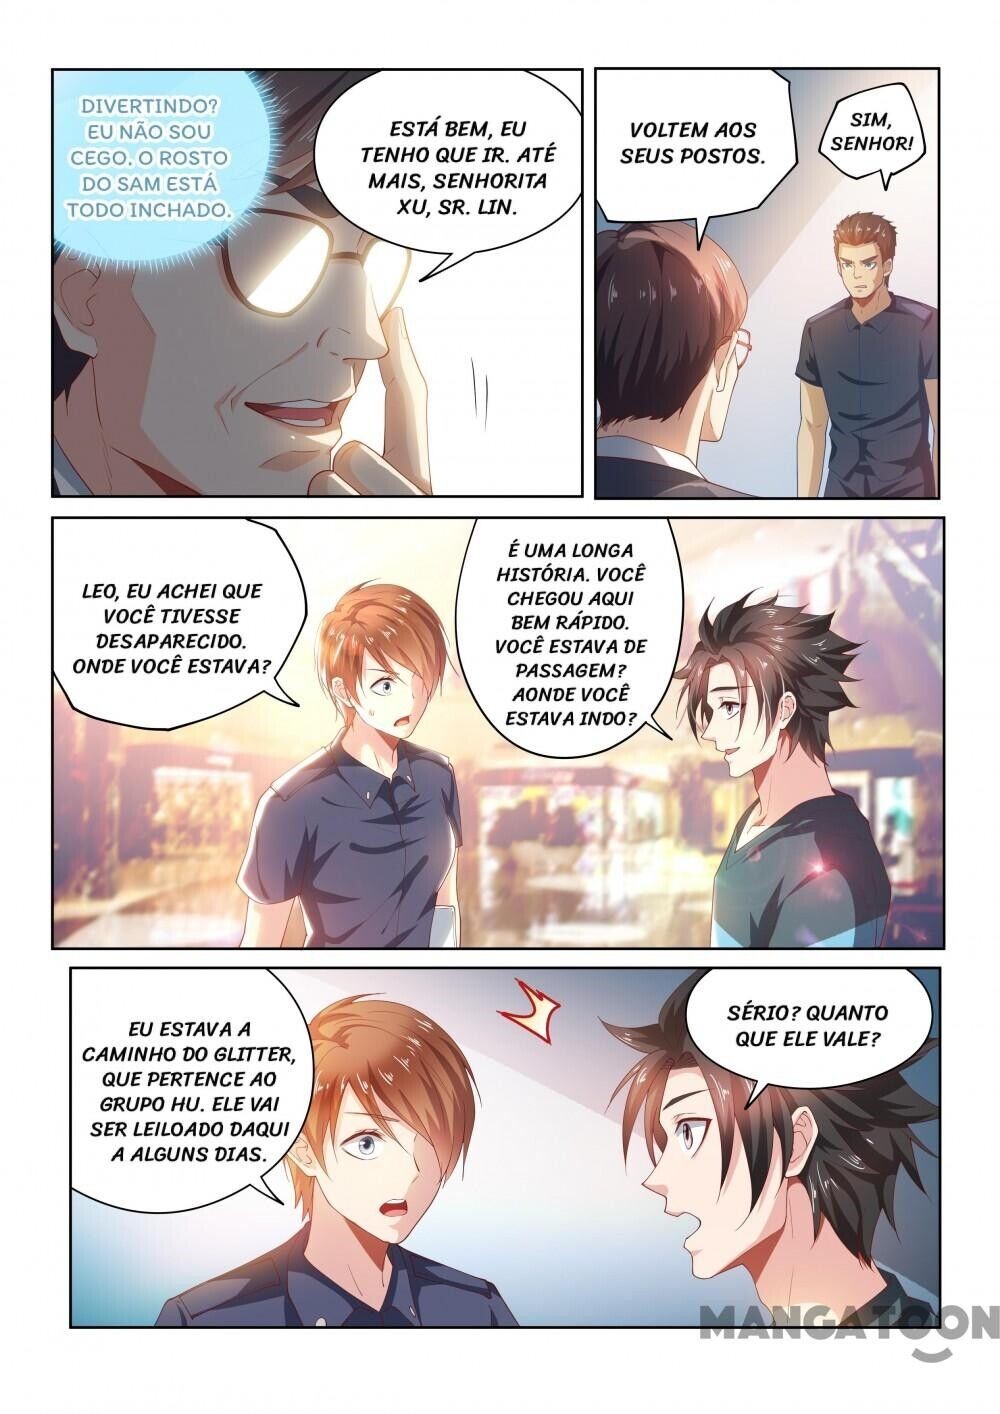 DIVERTINDO?
EU NÃO SOU
CEGO. O ROSTO
DO SAM ESTÁ
TODO INCHADO.
ESTÁ BEM, EU
TENHO QUE IR. ATÉ
MAIS, SENHORITA
XU, SR. LIN.
VOLTEM AOS
SEUS POSTOS.
SIM,
SENHOR!
LEO, EU ACHEI QUE
VOCÊ TIVESSE
DESAPARECIDO.
ONDE VOCÊ ESTAVA?
É UMA LONGA
HISTÓRIA. VOCÊ
CHEGOU AQUI
BEM RÁPIDO.
VOCÊ ESTAVA DE
PASSAGEM?
AONDE VOCÊ
ESTAVA INDO?
EU ESTAVA A
CAMINHO DO GLITTER,
QUE PERTENCE AO
GRUPO HU. ELE VAI
SER LEILOADO DAQUI
A ALGUNS DIAS.
SÉRIO? QUANTO
QUE ELE VALE?
MANGATOON